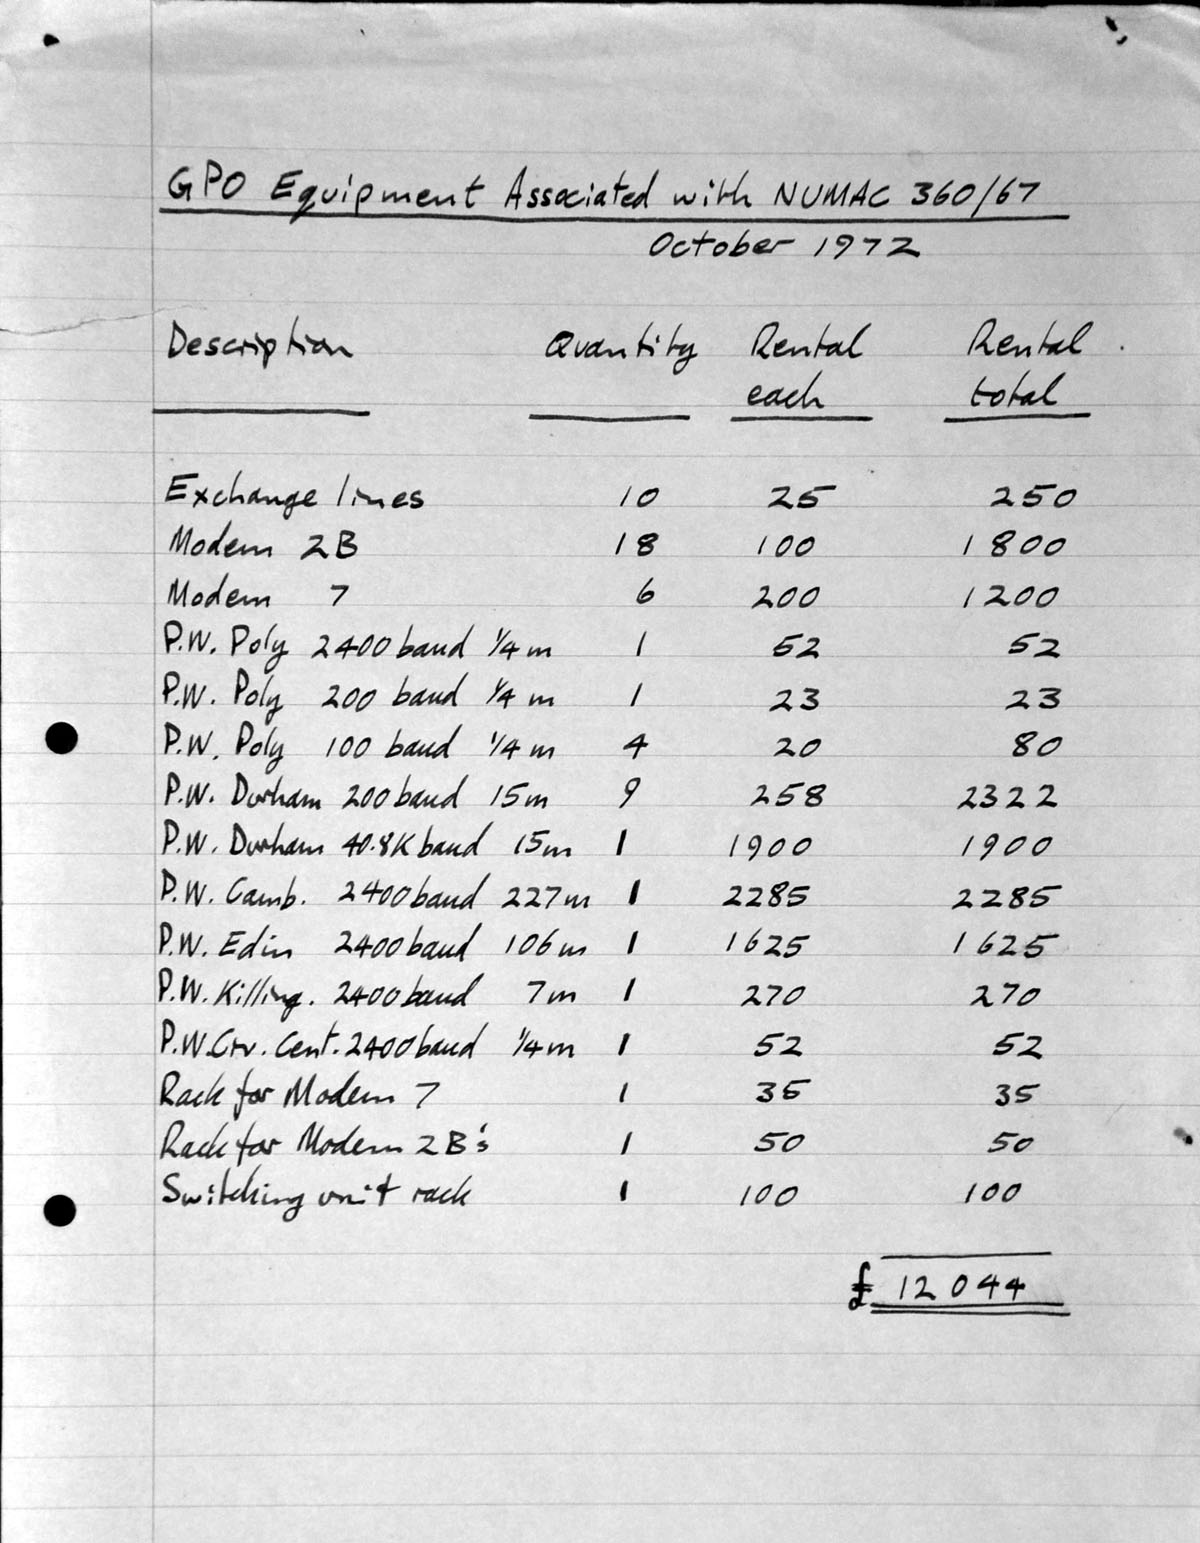 GPO Equipment Associated with NUMAC 360/67
October 1972
Description Quantity Rental each Rental total
Exchange lines 10 25 250
Modem 2B 18 100 1800
Modem 7 6 200 1200
P.W. Poly 2400 baud 1/4 m 1 52 52
P.W. Poly 200 baud 1/4 m 1 23 23
P.W. Poly 100 baud 1/4 m 4 20 80
P.W. Durham 200 baud 15m 9 258 2322
P.W. Durham 40.8K baud 15m 1 1900 1900
P.W. Camb. 2400 baud 227m 1 2285 2285
P.W. Edin 2400 baud 106m 1 1625 1625
P.W. Killing. 2400 baud 7m 1 270 270
P.W. Crv. Cent. 2400 baud 1/4 m 1 52 52
Rack for Modem 7 1 35 35
Rack for Modem 2B's 1 50 50
Switching unit rack 1 100 100
£ 12044